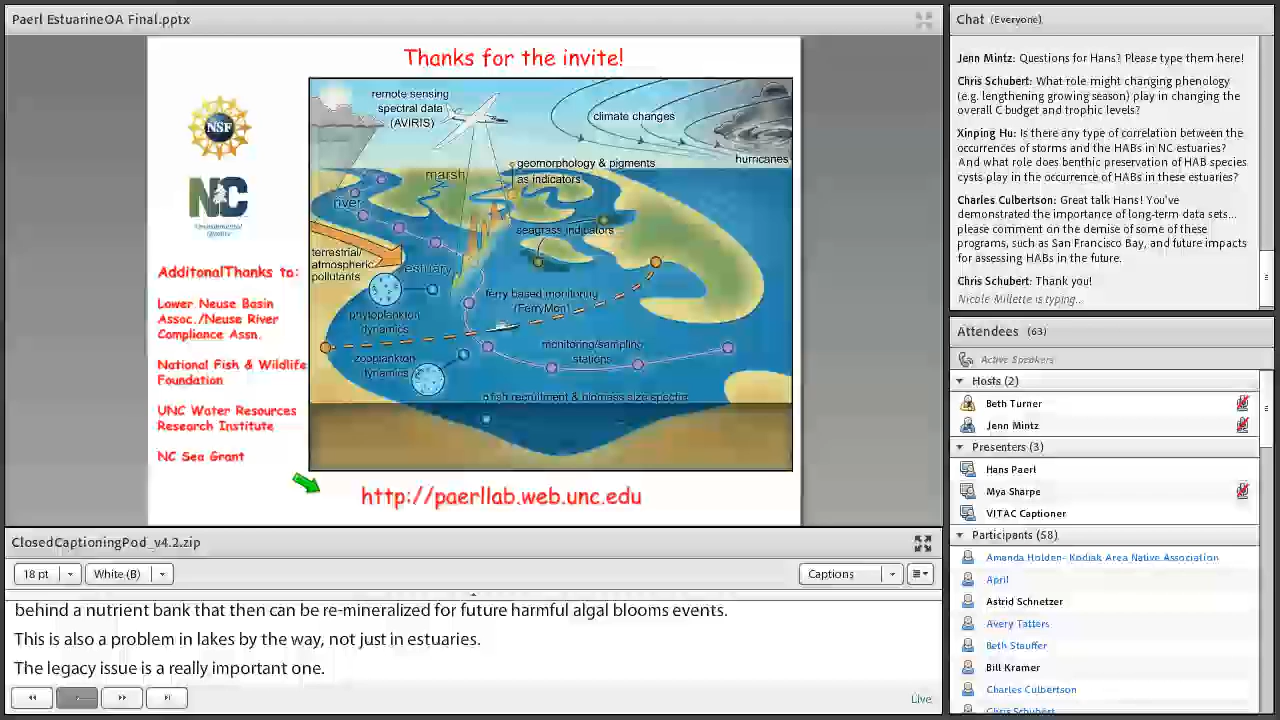 Paerl EstuarineOA Final.pptx
Thanks for the invite!
NSF
NC
Environmental
Quality
AdditonalThanks to:
Lower Neuse Basin
Assoc./Neuse River
Compliance Assn.
National Fish & Wildlife
Foundation
UNC Water Resources
Research Institute
NC Sea Grant
remote sensing
spectral data
(AVIRIS)
climate changes
hurricanes
geomorphology & pigments
as indicators
marsh
river
seagrass indicators
terrestrial/
atmospheric
pollutants
estuary
ferry based monitoring
(FerryMon)
phytoplankton
dynamics
monitoring/sampling
stations
zooplankton
dynamics
fish recruitment & biomass size spectra
http://paerllab.web.unc.edu
ClosedCaptioningPod_v4.2.zip
18 pt
White (B)
Captions
behind a nutrient bank that then can be re-mineralized for future harmful algal blooms events.
This is also a problem in lakes by the way, not just in estuaries.
The legacy issue is a really important one.
Live
Chat (Everyone)
Jenn Mintz: Questions for Hans? Please type them here!
Chris Schubert: What role might changing phenology
(e.g. lengthening growing season) play in changing the
overall C budget and trophic levels?
Xinping Hu: Is there any type of correlation between the
occurrences of storms and the HABs in NC estuaries?
And what role does benthic preservation of HAB species
cysts play in the occurrence of HABs in these estuaries?
Charles Culbertson: Great talk Hans! You've
demonstrated the importance of long-term data sets...
please comment on the demise of some of these
programs, such as San Francisco Bay, and future impacts
for assessing HABs in the future.
Chris Schubert: Thank you!
Nicole Millette is typing...
Attendees (63)
Active Speakers
Hosts (2)
Beth Turner
Jenn Mintz
Presenters (3)
Hans Paerl
Mya Sharpe
VITAC Captioner
Participants (58)
Amanda Holden- Kodiak Area Native Association
April
Astrid Schnetzer
Avery Tatters
Beth Stauffer
Bill Kramer
Charles Culbertson
Chris Schubert